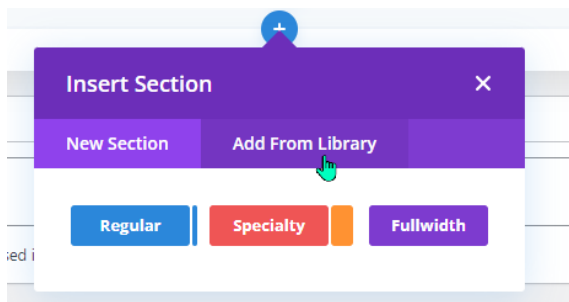 Insert Section
New Section Add From Library
Regular Specialty Fullwidth